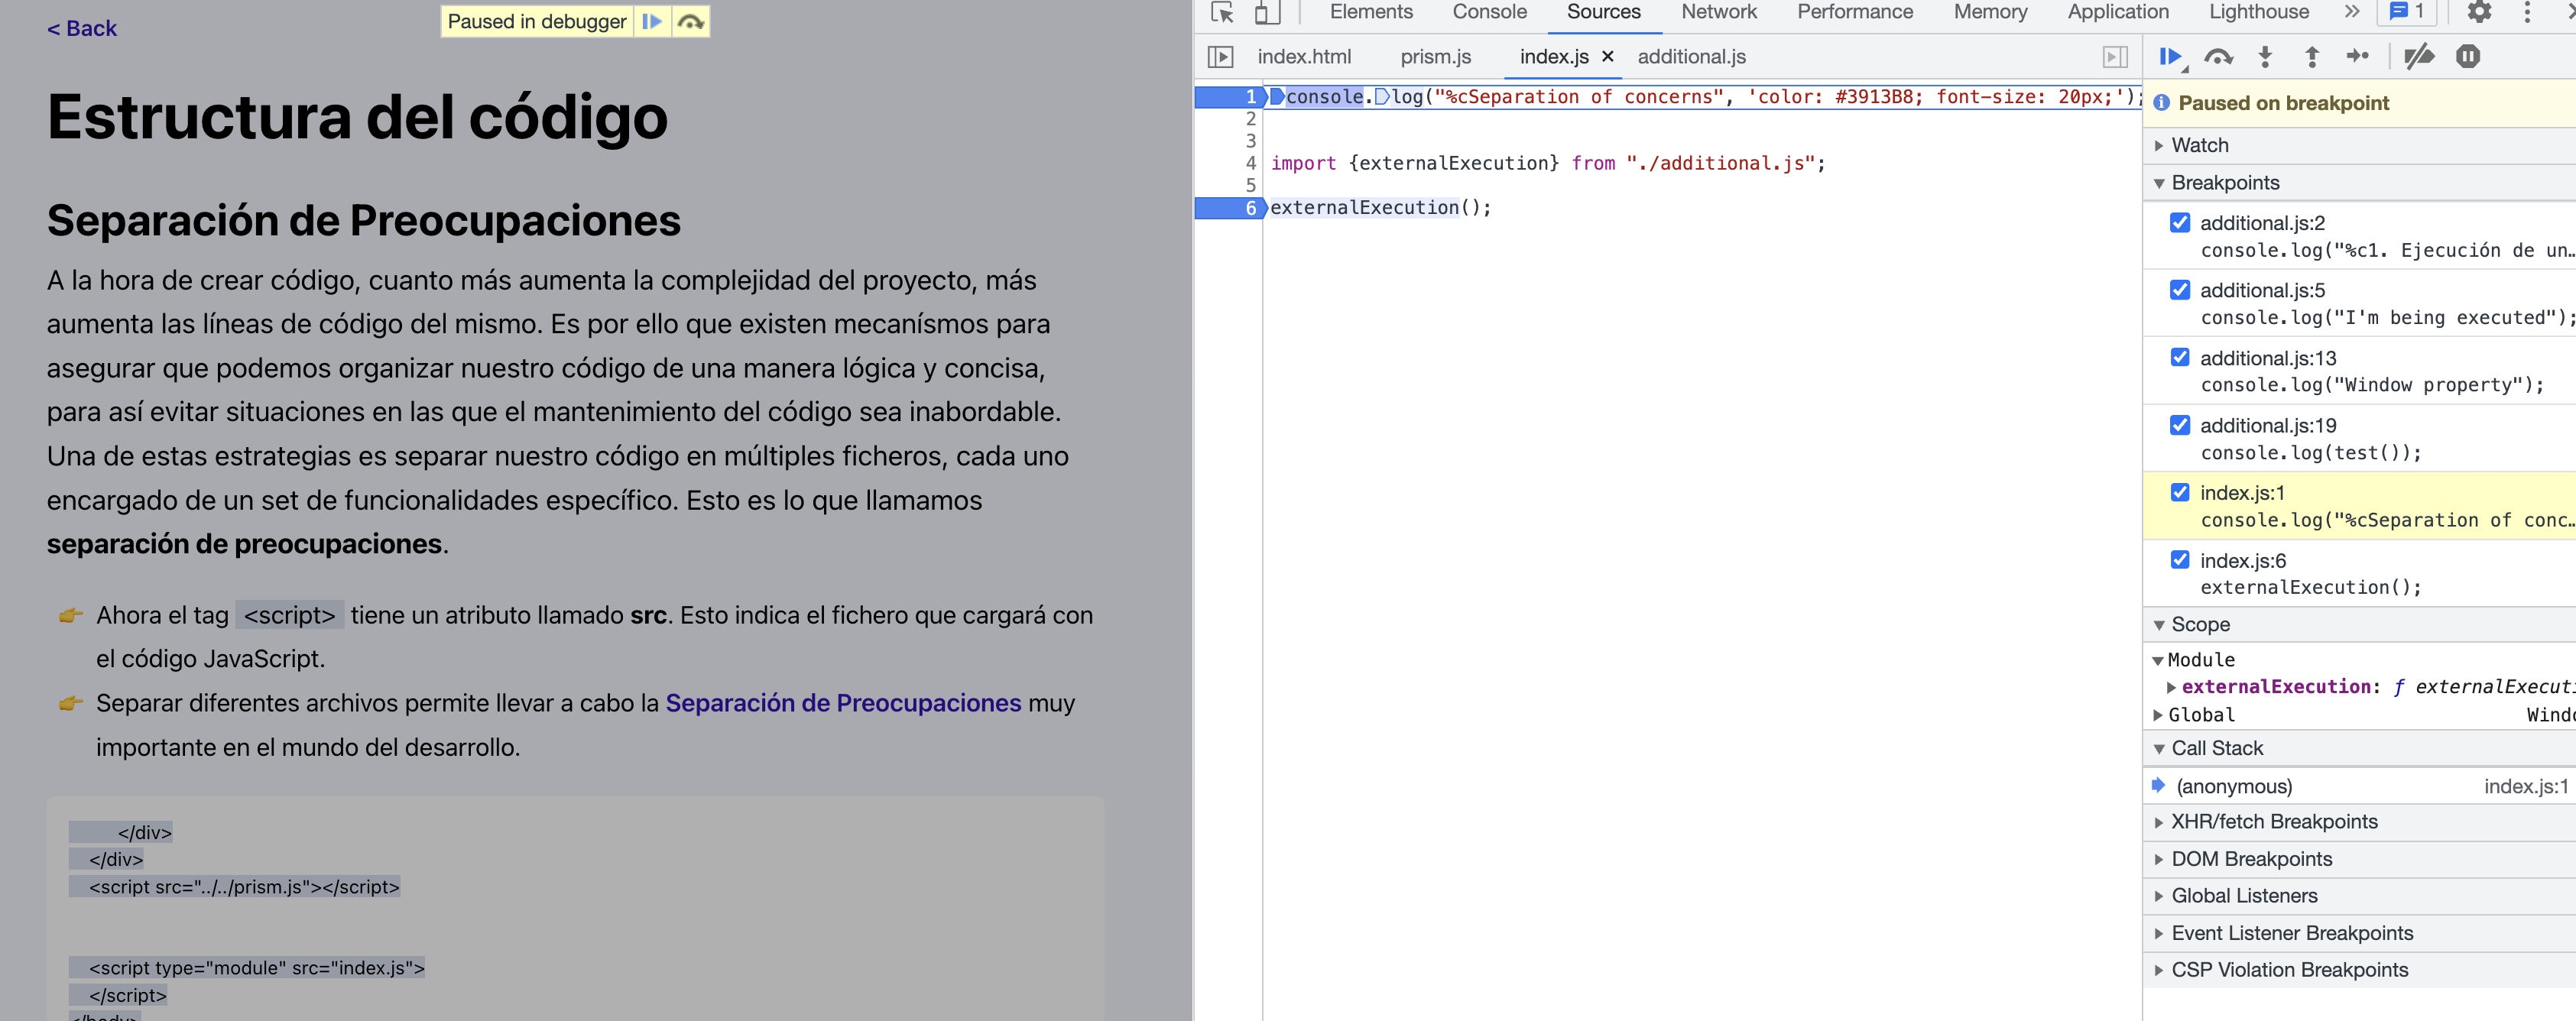 < Back
Paused in debugger
Estructura del código
Separación de Preocupaciones
A la hora de crear código, cuanto más aumenta la complejidad del proyecto, más
aumenta las líneas de código del mismo. Es por ello que existen mecanísmos para
asegurar que podemos organizar nuestro código de una manera lógica y concisa,
para así evitar situaciones en las que el mantenimiento del código sea inabordable.
Una de estas estrategias es separar nuestro código en múltiples ficheros, cada uno
encargado de un set de funcionalidades específico. Esto es lo que llamamos
separación de preocupaciones.
👉 Ahora el tag <script> tiene un atributo llamado src. Esto indica el fichero que cargará con
el código JavaScript.
👉 Separar diferentes archivos permite llevar a cabo la Separación de Preocupaciones muy
importante en el mundo del desarrollo.
</div>
</div>
<script src="../../prism.js"></script>
<script type="module" src="index.js">
</script>
</body>
Elements Console Sources Network Performance Memory Application Lighthouse » 1
index.html prism.js index.js × additional.js
1 console.log("%cSeparation of concerns", 'color: #3913B8; font-size: 20px;');
2
3
4 import {externalExecution} from "./additional.js";
5
6 externalExecution();
Paused on breakpoint
Watch
Breakpoints
additional.js:2
console.log("%c1. Ejecución de un…
additional.js:5
console.log("I'm being executed");
additional.js:13
console.log("Window property");
additional.js:19
console.log(test());
index.js:1
console.log("%cSeparation of conc…
index.js:6
externalExecution();
Scope
Module
externalExecution: ƒ externalExecuti
Global Windo
Call Stack
(anonymous) index.js:1
XHR/fetch Breakpoints
DOM Breakpoints
Global Listeners
Event Listener Breakpoints
CSP Violation Breakpoints